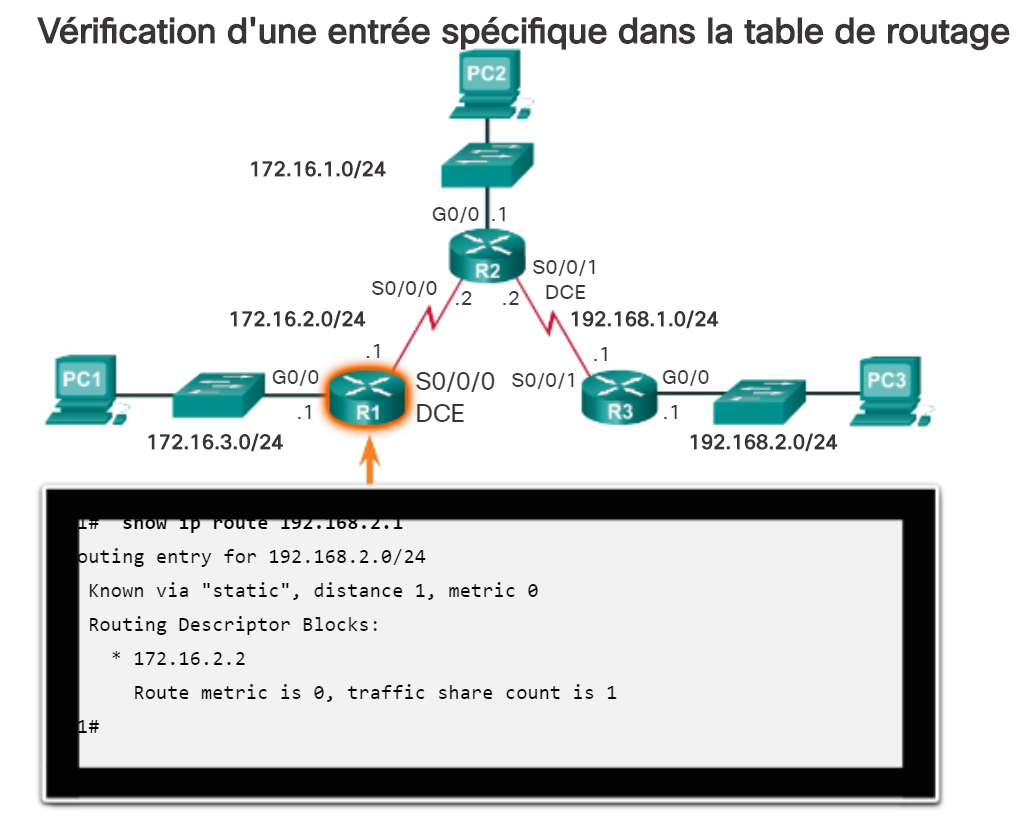 Vérification d'une entrée spécifique dans la table de routage
PC2
172.16.1.0/24
G0/0 .1
R2
S0/0/1
DCE
S0/0/0
.2 .2
172.16.2.0/24
192.168.1.0/24
.1
.1
PC1
G0/0
S0/0/0
DCE
S0/0/1
G0/0
PC3
.1
R1
R3
.1
172.16.3.0/24
192.168.2.0/24
1# show ip route 192.168.2.1
outing entry for 192.168.2.0/24
Known via "static", distance 1, metric 0
Routing Descriptor Blocks:
* 172.16.2.2
Route metric is 0, traffic share count is 1
1#